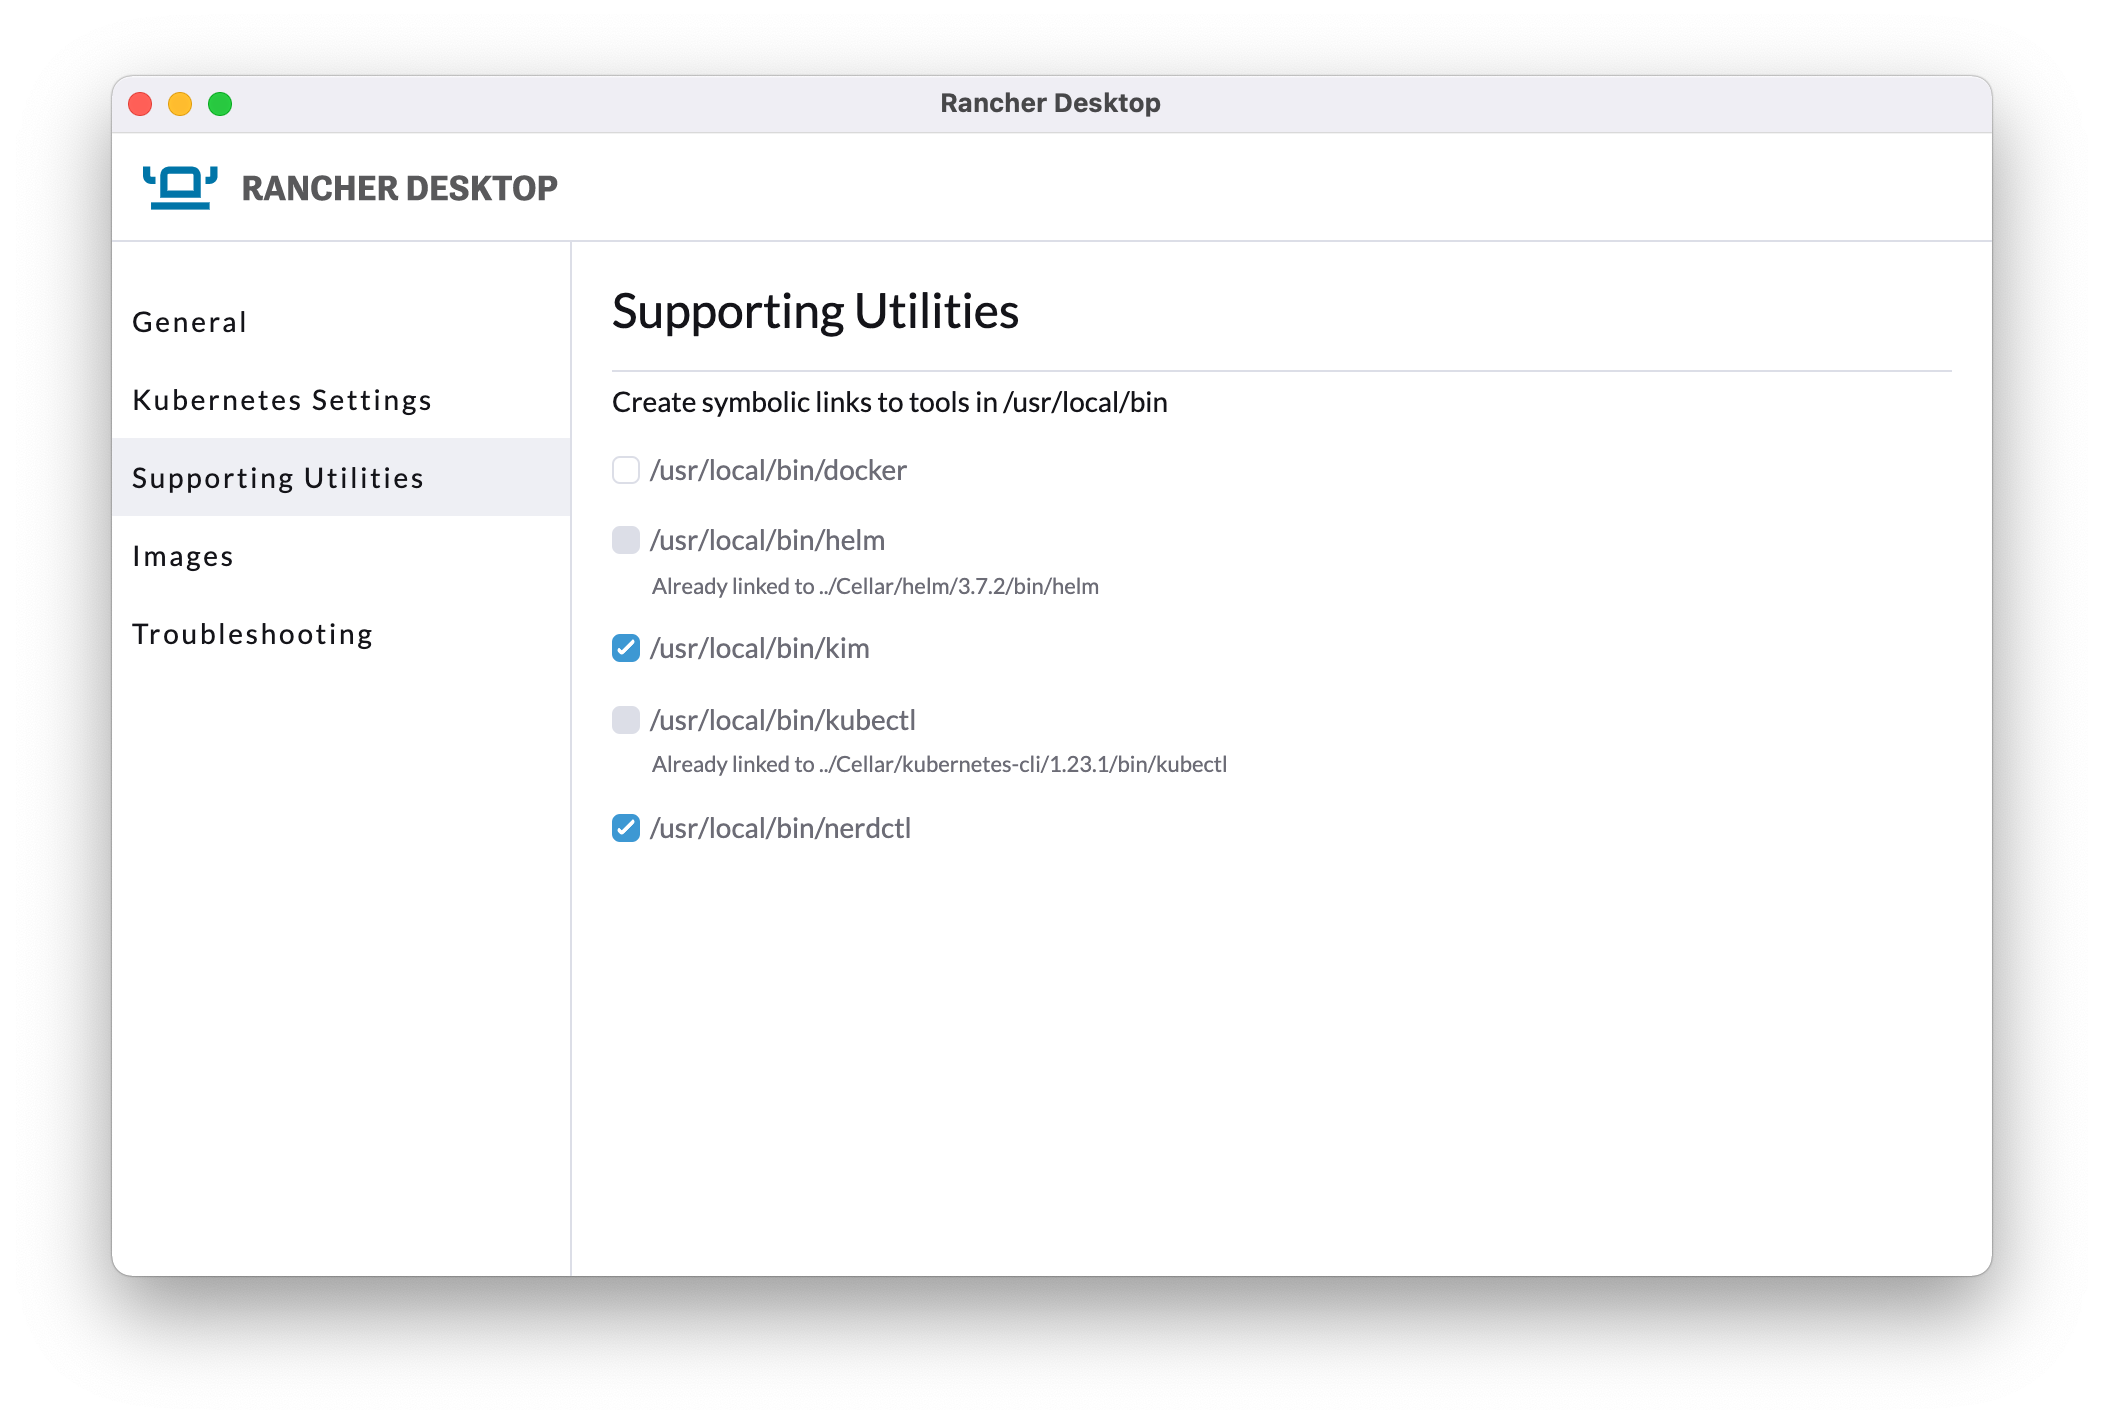 Rancher Desktop
RANCHER DESKTOP
General
Kubernetes Settings
Supporting Utilities
Images
Troubleshooting
Supporting Utilities
Create symbolic links to tools in /usr/local/bin
/usr/local/bin/docker
/usr/local/bin/helm
Already linked to ../Cellar/helm/3.7.2/bin/helm
/usr/local/bin/kim
/usr/local/bin/kubectl
Already linked to ../Cellar/kubernetes-cli/1.23.1/bin/kubectl
/usr/local/bin/nerdctl